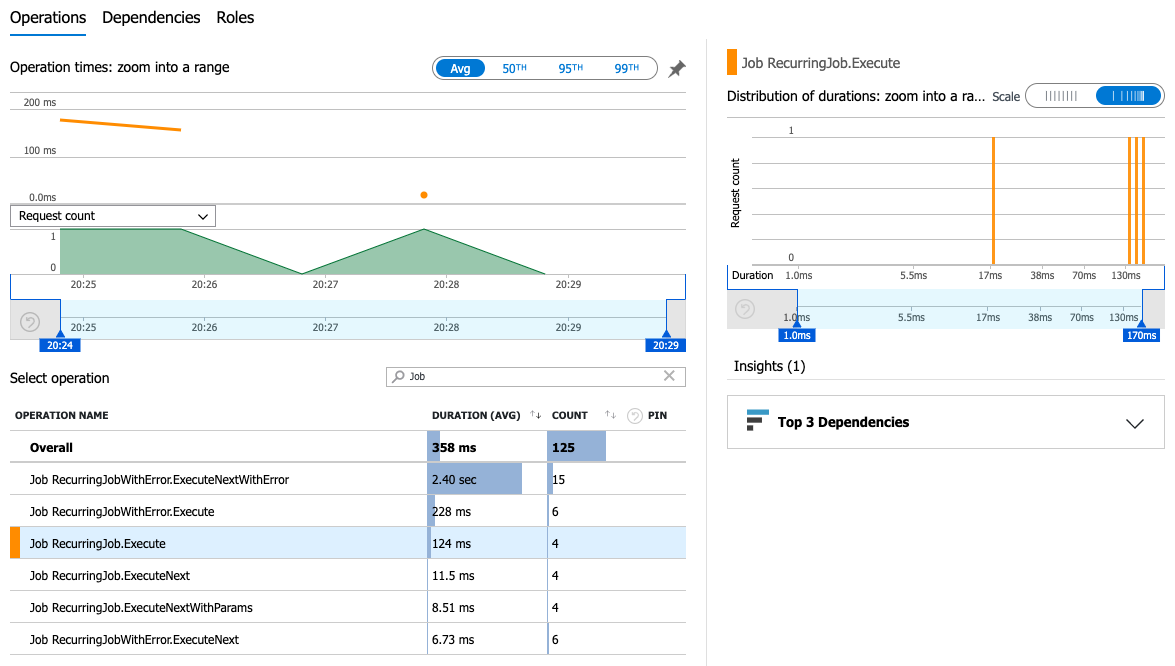 Operations Dependencies Roles
Operation times: zoom into a range
Avg 50TH 95TH 99TH
200 ms
100 ms
0.0ms
Request count
1
0
20:25 20:26 20:27 20:28 20:29
20:25 20:26 20:27 20:28 20:29
20:24 20:29
Select operation
Job
OPERATION NAME DURATION (AVG) COUNT PIN
Overall 358 ms 125
Job RecurringJobWithError.ExecuteNextWithError 2.40 sec 15
Job RecurringJobWithError.Execute 228 ms 6
Job RecurringJob.Execute 124 ms 4
Job RecurringJob.ExecuteNext 11.5 ms 4
Job RecurringJob.ExecuteNextWithParams 8.51 ms 4
Job RecurringJobWithError.ExecuteNext 6.73 ms 6
Job RecurringJob.Execute
Distribution of durations: zoom into a ra... Scale
Request count
1
0
Duration 1.0ms 5.5ms 17ms 38ms 70ms 130ms
1.0ms 5.5ms 17ms 38ms 70ms 130ms
1.0ms 170ms
Insights (1)
Top 3 Dependencies